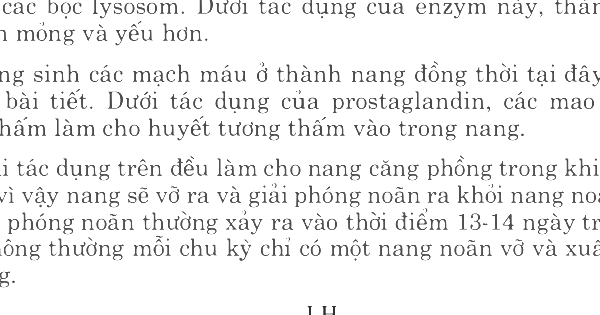 các bọc lysosom. Dưới tác dụng của enzym này, thàn
mỏng và yếu hơn.
ng sinh các mạch máu ở thành nang đồng thời tại đây
bài tiết. Dưới tác dụng của prostaglandin, các mao
hấm làm cho huyết tương thấm vào trong nang.
i tác dụng trên đều làm cho nang căng phồng trong khi
vì vậy nang sẽ vỡ ra và giải phóng noãn ra khỏi nang no
phóng noãn thường xảy ra vào thời điểm 13-14 ngày tr
hông thường mỗi chu kỳ chỉ có một nang noãn vỡ và xu
g.
LH